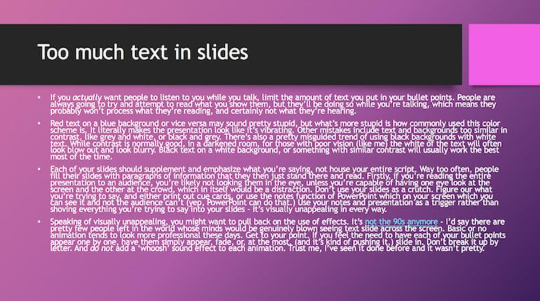 Too much text in slides
If you actually want people to listen to you while you talk, limit the amount of text you put in your bullet points. People are
always going to try and attempt to read what you show them, but they'll be doing so while you're talking, which means they
probably won't process what they're reading, and certainly not what they're hearing.
Red text on a blue background or vice versa may sound pretty stupid, but what's more stupid is how commonly used this color
scheme is. It literally makes the presentation look like it's vibrating. Other mistakes include text and backgrounds too similar in
contrast, like grey and white, or black and grey. There's also a pretty misguided trend of using black backgrounds with white
text. While contrast is normally good, in a darkened room, for those with poor vision (like me) the white of the text will often
look blow out and look blurry. Black text on a white background, or something with similar contrast will usually work the best
most of the time.
Each of your slides should supplement and emphasize what you're saying, not house your entire script. Way too often, people
fill their slides with paragraphs of information that they then just stand there and read. Firstly, if you're reading the entire
presentation to an audience, you're likely not looking them in the eye, unless you're capable of having one eye look at the
screen and the other at the crowd, which in itself would be a distraction. Don't use your slides as a crutch. Figure our what
you're trying to say, and either print out cue cards, or use the notes function of PowerPoint which on your screen which you
can see it and not the audience can't (yep, PowerPoint can do that.) Use your notes and presentation as a trigger rather than
shoving everything you're trying to say into your slides – it's visually unappealing in every way.
Speaking of visually unappealing, you might want to pull back on the use of effects. It's not the 90s anymore – I'd say there are
pretty few people left in the world whose minds would be genuinely blown seeing text slide across the screen. Basic or no
animation tends to look more professional these days. Get to your point. If you feel the need to have each of your bullet points
appear one by one, have them simply appear, fade, or, at the most, (and it's kind of pushing it,) slide in. Don't break it up by
letter. And do not add a 'whoosh' sound effect to each animation. Trust me, I've seen it done before and it wasn't pretty.